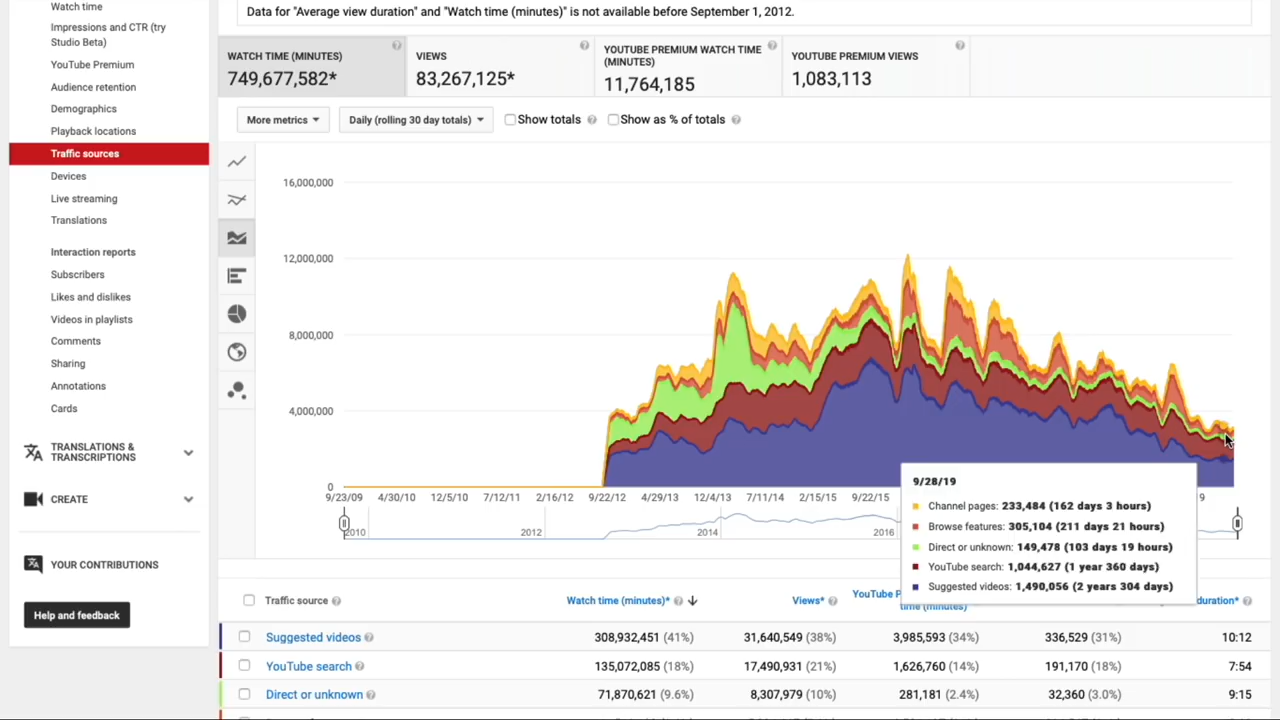 Watch time
Impressions and CTR (try
Studio Beta)
YouTube Premium
Audience retention
Demographics
Playback locations
Traffic sources
Devices
Live streaming
Translations
Interaction reports
Subscribers
Likes and dislikes
Videos in playlists
Comments
Sharing
Annotations
Cards
TRANSLATIONS &
TRANSCRIPTIONS
CREATE
YOUR CONTRIBUTIONS
Help and feedback
Data for "Average view duration" and "Watch time (minutes)" is not available before September 1, 2012.
WATCH TIME (MINUTES)
749,677,582*
VIEWS
83,267,125*
YOUTUBE PREMIUM WATCH TIME
(MINUTES)
11,764,185
YOUTUBE PREMIUM VIEWS
1,083,113
More metrics
Daily (rolling 30 day totals)
Show totals
Show as % of totals
16,000,000
12,000,000
8,000,000
4,000,000
0
9/23/09 4/30/10 12/5/10 7/12/11 2/16/12 9/22/12 4/29/13 12/4/13 7/11/14 2/15/15 9/22/15 9
2010 2012 2014 2016
9/28/19
Channel pages: 233,484 (162 days 3 hours)
Browse features: 305,104 (211 days 21 hours)
Direct or unknown: 149,478 (103 days 19 hours)
YouTube search: 1,044,627 (1 year 360 days)
Suggested videos: 1,490,056 (2 years 304 days)
Traffic source Watch time (minutes)* Views* YouTube P
time (minutes) duration*
Suggested videos 308,932,451 (41%) 31,640,549 (38%) 3,985,593 (34%) 336,529 (31%) 10:12
YouTube search 135,072,085 (18%) 17,490,931 (21%) 1,626,760 (14%) 191,170 (18%) 7:54
Direct or unknown 71,870,621 (9.6%) 8,307,979 (10%) 281,181 (2.4%) 32,360 (3.0%) 9:15